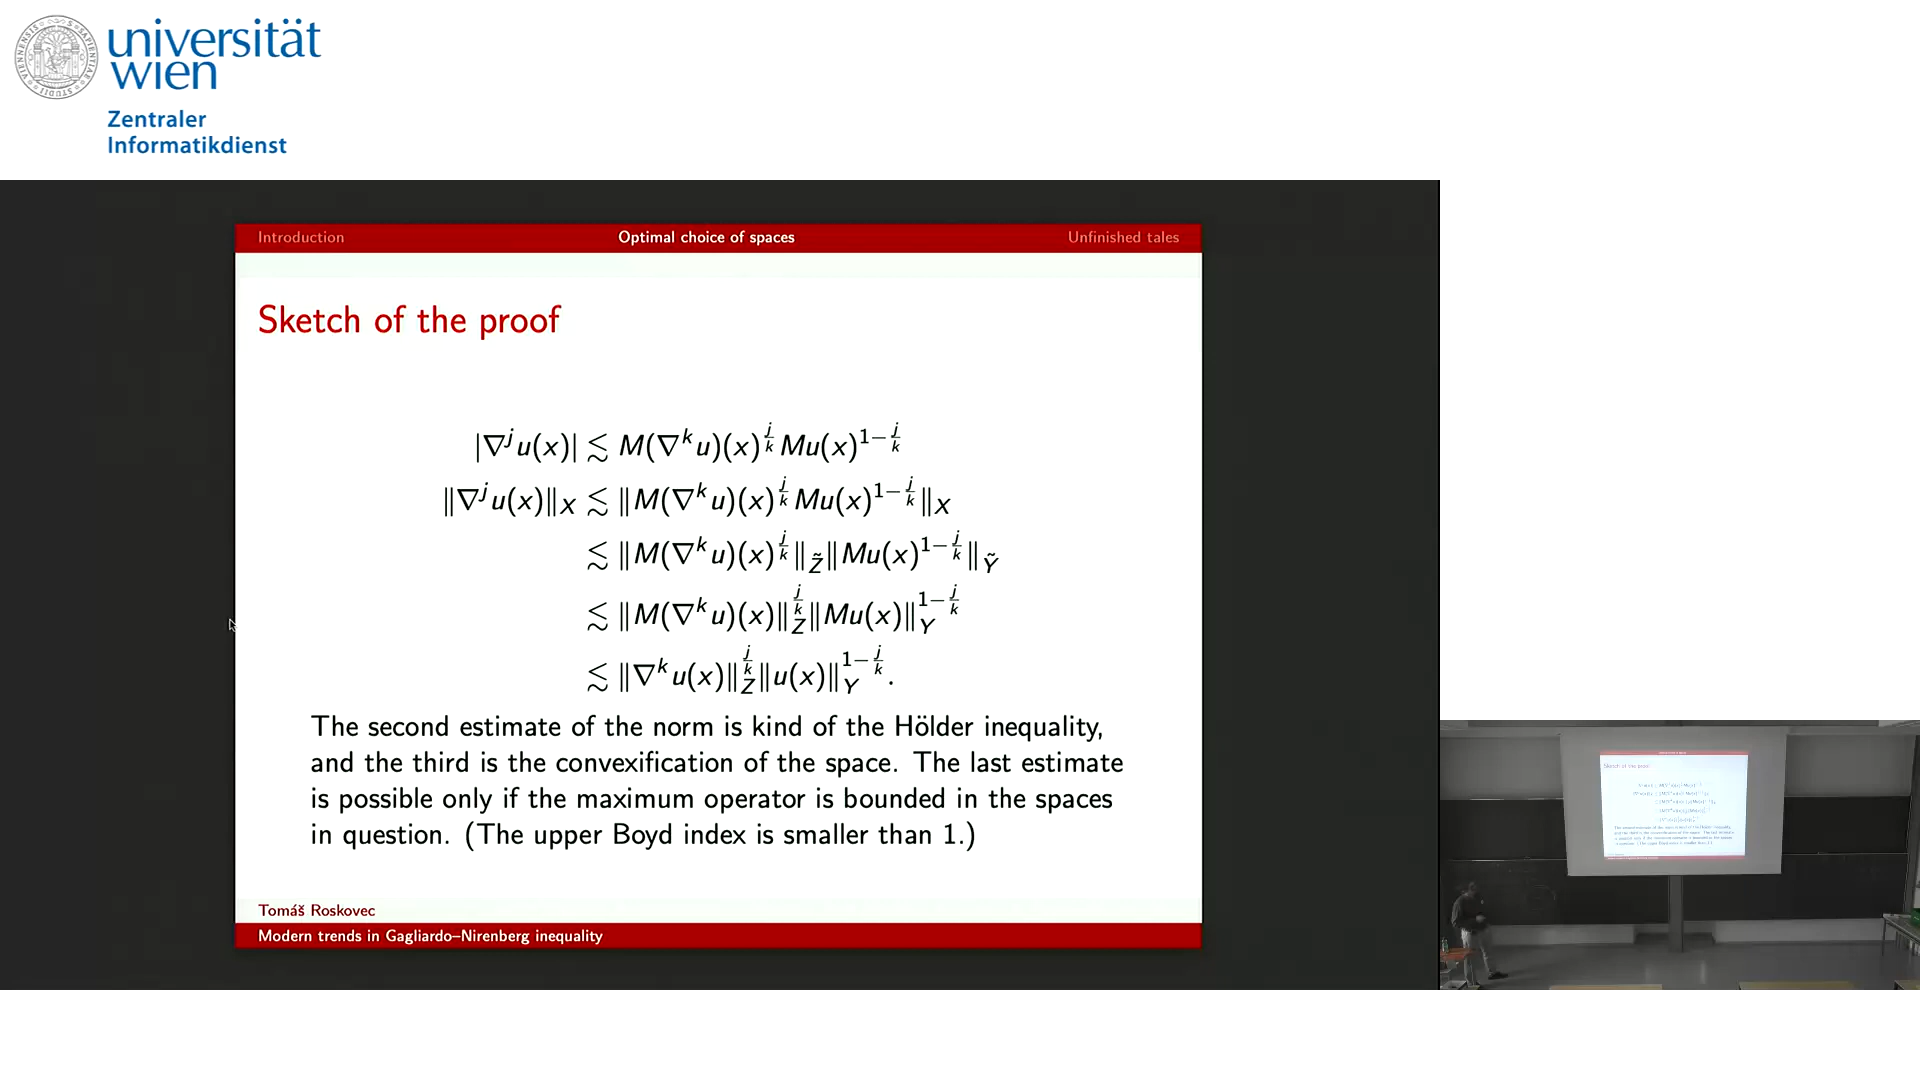 universität
wien
Zentraler
Informatikdienst
Introduction Optimal choice of spaces Unfinished tales
Sketch of the proof
|∇^j u(x)| ≲ M(∇^k u)(x)^{j/k} Mu(x)^{1−j/k}
‖∇^j u(x)‖_X ≲ ‖M(∇^k u)(x)^{j/k} Mu(x)^{1−j/k}‖_X
≲ ‖M(∇^k u)(x)^{j/k}‖_{Z̃} ‖Mu(x)^{1−j/k}‖_{Ỹ}
≲ ‖M(∇^k u)(x)‖_Z^{j/k} ‖Mu(x)‖_Y^{1−j/k}
≲ ‖∇^k u(x)‖_Z^{j/k} ‖u(x)‖_Y^{1−j/k}.
The second estimate of the norm is kind of the Hölder inequality,
and the third is the convexification of the space. The last estimate
is possible only if the maximum operator is bounded in the spaces
in question. (The upper Boyd index is smaller than 1.)
Tomáš Roskovec
Modern trends in Gagliardo–Nirenberg inequality
Sketch of the proof